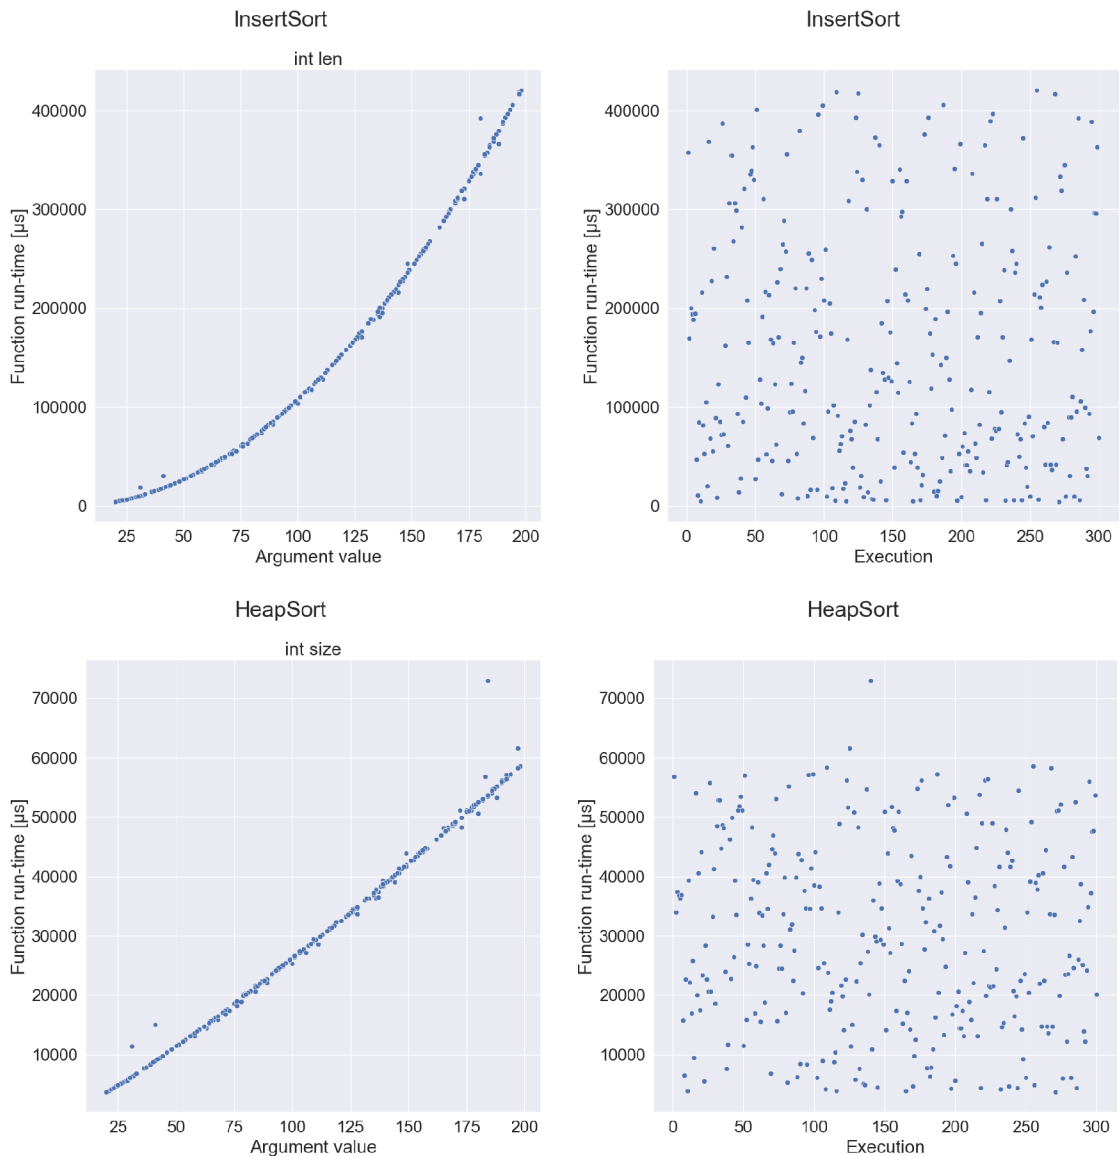 InsertSort
InsertSort
int len
Function run-time [µs]
400000
300000
200000
100000
0
25 50 75 100 125 150 175 200
Argument value
Function run-time [µs]
400000
300000
200000
100000
0
0 50 100 150 200 250 300
Execution
HeapSort
HeapSort
int size
Function run-time [µs]
70000
60000
50000
40000
30000
20000
10000
25 50 75 100 125 150 175 200
Argument value
Function run-time [µs]
70000
60000
50000
40000
30000
20000
10000
0 50 100 150 200 250 300
Execution